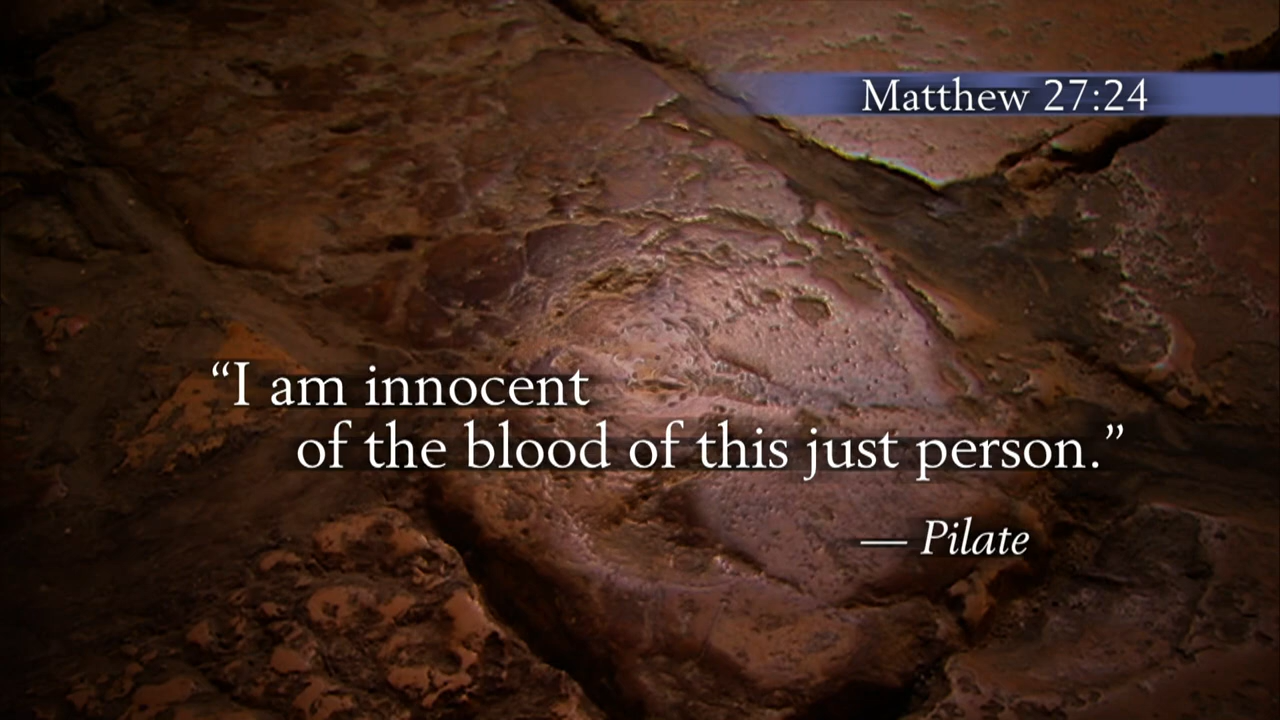 Matthew 27:24
“I am innocent
of the blood of this just person.”
— Pilate